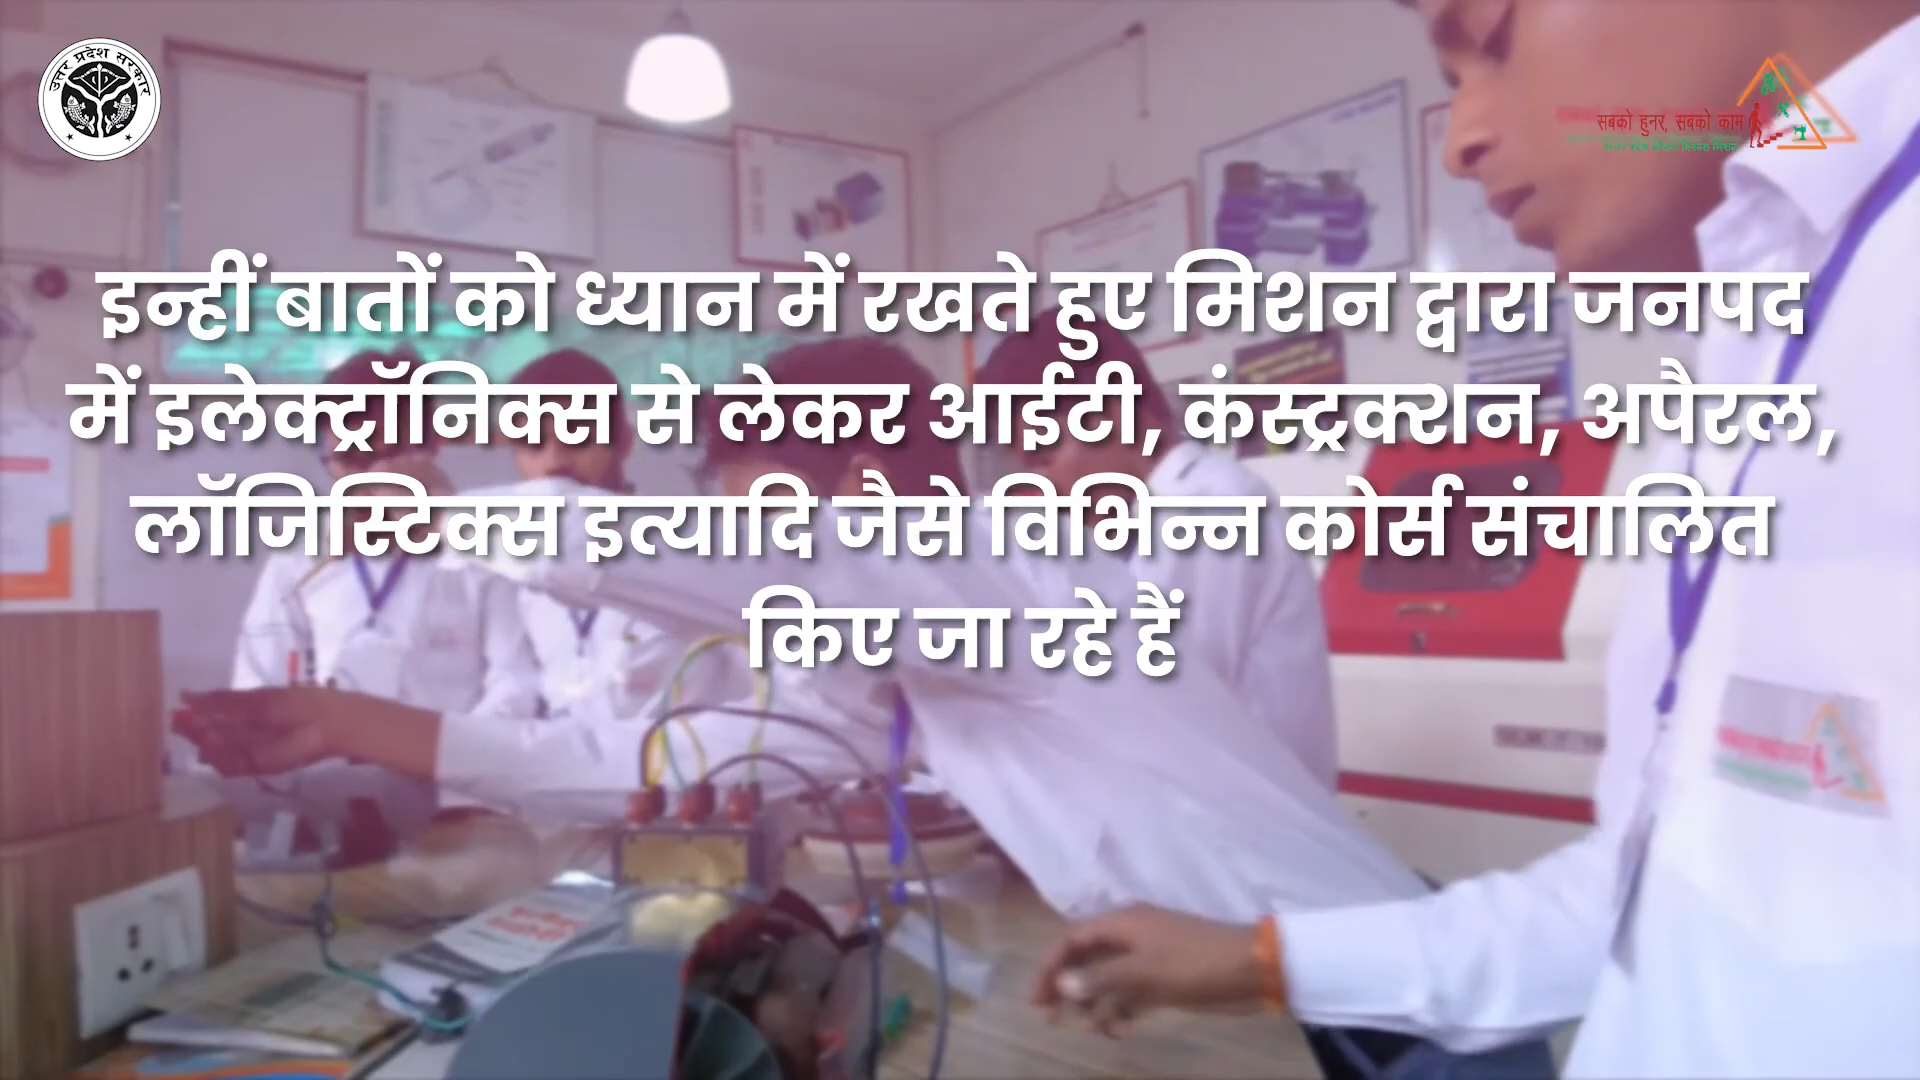 उत्तर प्रदेश सरकार
सबको हुनर, सबको काम
इन्हीं बातों को ध्यान में रखते हुए मिशन द्वारा जनपद
में इलेक्ट्रॉनिक्स से लेकर आईटी, कंस्ट्रक्शन, अपैरल,
लॉजिस्टिक्स इत्यादि जैसे विभिन्न कोर्स संचालित
किए जा रहे हैं